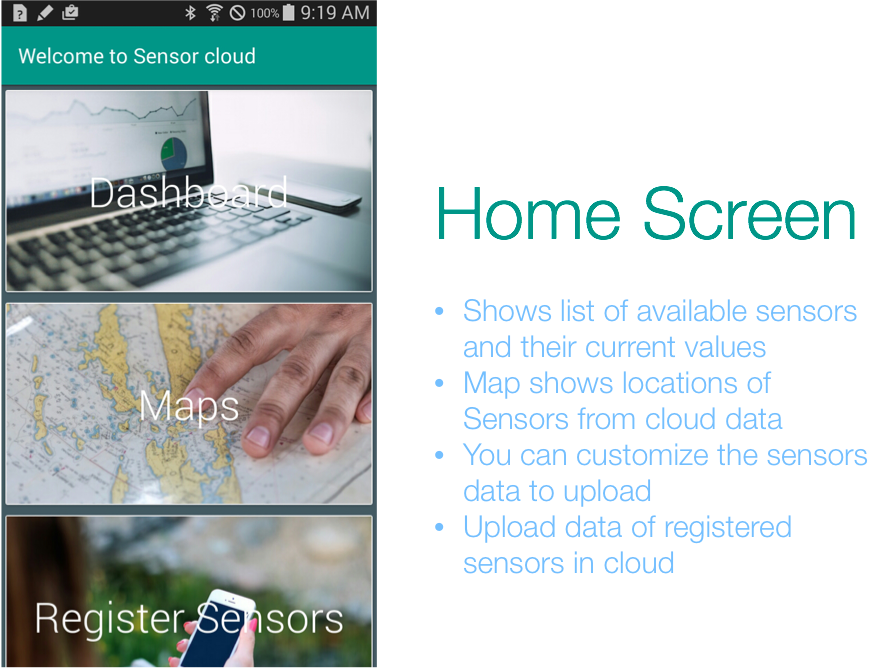 100% 9:19 AM
Welcome to Sensor cloud
Dashboard
Maps
Register Sensors
Home Screen
• Shows list of available sensors
and their current values
• Map shows locations of
Sensors from cloud data
• You can customize the sensors
data to upload
• Upload data of registered
sensors in cloud